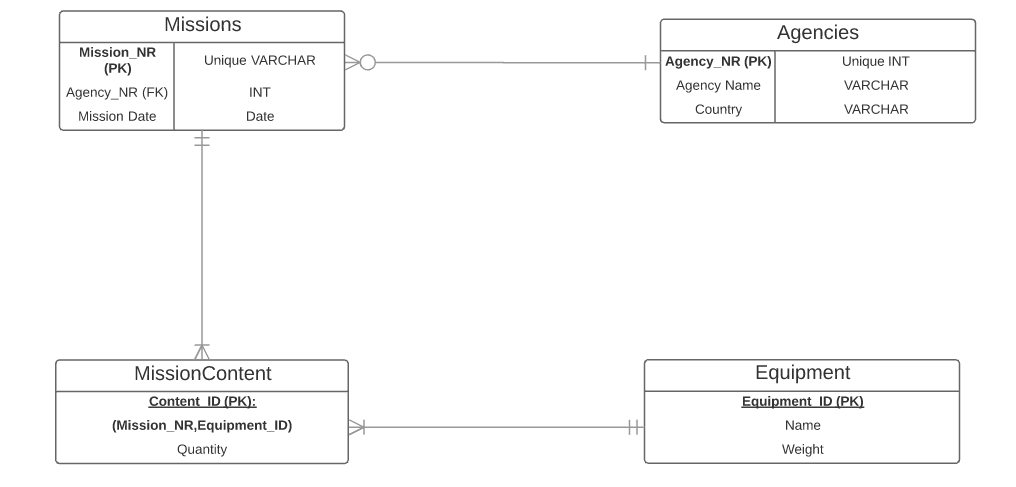 Missions
Mission_NR
(PK)
Unique VARCHAR
Agency_NR (FK)
INT
Mission Date
Date
Agencies
Agency_NR (PK)
Unique INT
Agency Name
VARCHAR
Country
VARCHAR
MissionContent
Content_ID (PK):
(Mission_NR,Equipment_ID)
Quantity
Equipment
Equipment_ID (PK)
Name
Weight